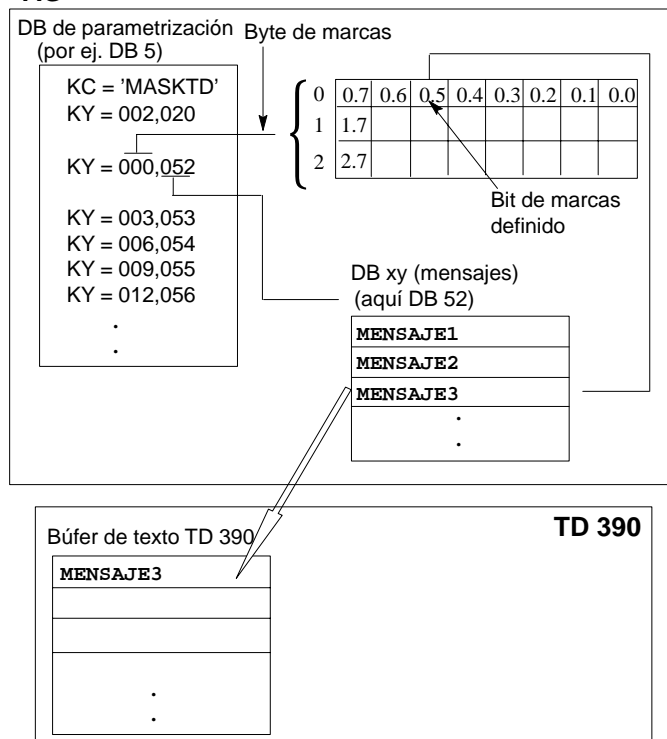 DB de parametrización
(por ej. DB 5)
Byte de marcas
KC = 'MASKTD'
KY = 002,020
KY = 000,052
KY = 003,053
KY = 006,054
KY = 009,055
KY = 012,056
.
.
0 0.7 0.6 0.5 0.4 0.3 0.2 0.1 0.0
1 1.7
2 2.7
Bit de marcas
definido
DB xy (mensajes)
(aquí DB 52)
MENSAJE1
MENSAJE2
MENSAJE3
.
.
TD 390
Búfer de texto TD 390
MENSAJE3
.
.